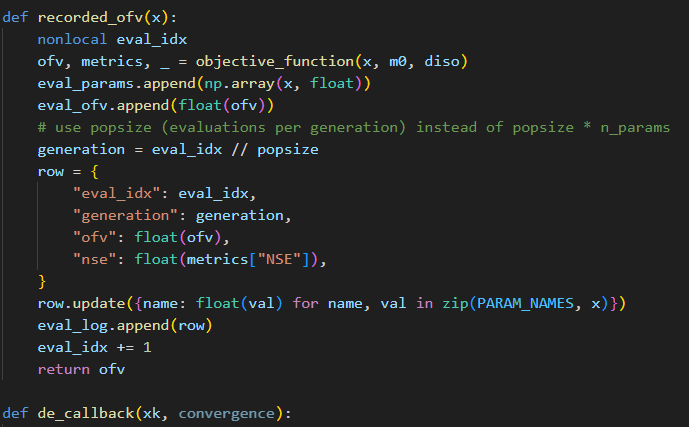 def recorded_ofv(x):
    nonlocal eval_idx
    ofv, metrics, _ = objective_function(x, m0, diso)
    eval_params.append(np.array(x, float))
    eval_ofv.append(float(ofv))
    # use popsize (evaluations per generation) instead of popsize * n_params
    generation = eval_idx // popsize
    row = {
        "eval_idx": eval_idx,
        "generation": generation,
        "ofv": float(ofv),
        "nse": float(metrics["NSE"]),
    }
    row.update({name: float(val) for name, val in zip(PARAM_NAMES, x)})
    eval_log.append(row)
    eval_idx += 1
    return ofv

def de_callback(xk, convergence):